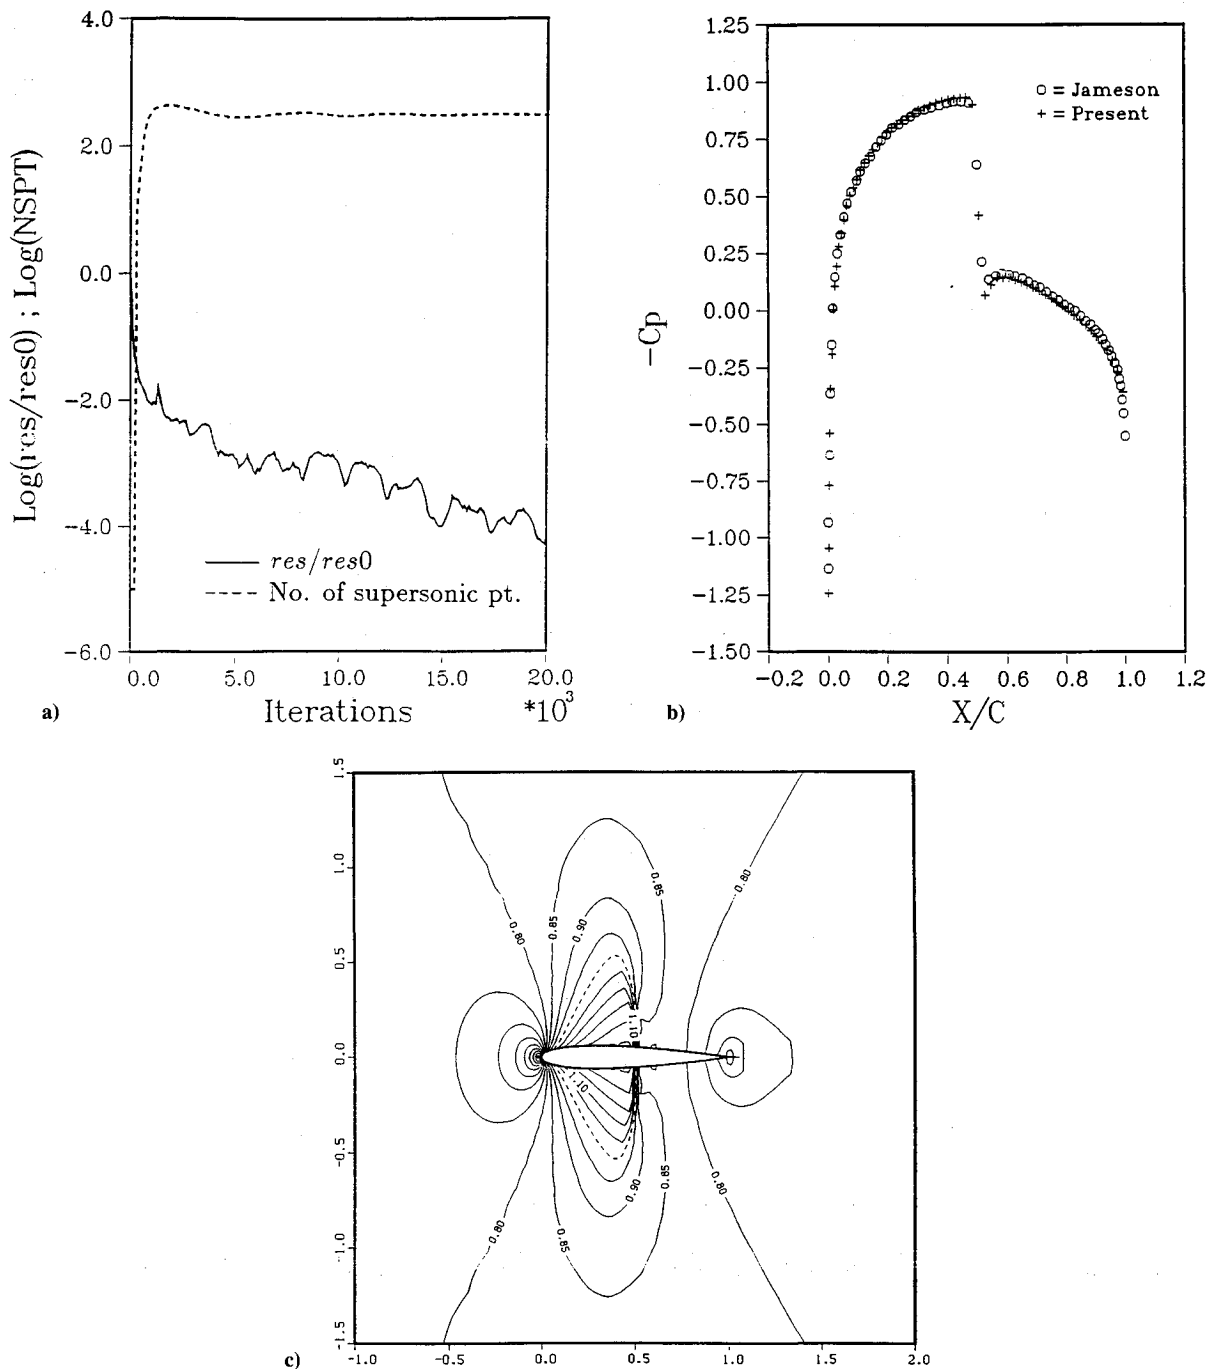 4.0
2.0
0.0
−2.0
−4.0
−6.0
Log(res/res0) ; Log(NSPT)
res/res0
No. of supersonic pt.
0.0 5.0 10.0 15.0 20.0
Iterations *10³
a)
1.25
1.00
0.75
0.50
0.25
0.00
−0.25
−0.50
−0.75
−1.00
−1.25
−1.50
−Cp
o = Jameson
+ = Present
−0.2 0.0 0.2 0.4 0.6 0.8 1.0 1.2
X/C
b)
1.5
1.0
0.5
0.0
-0.5
-1.0
-1.5
0.80
0.85
0.90
0.85
0.80
1.10
1.10
0.80
0.85
0.90
0.85
0.80
-1.0 -0.5 0.0 0.5 1.0 1.5 2.0
c)